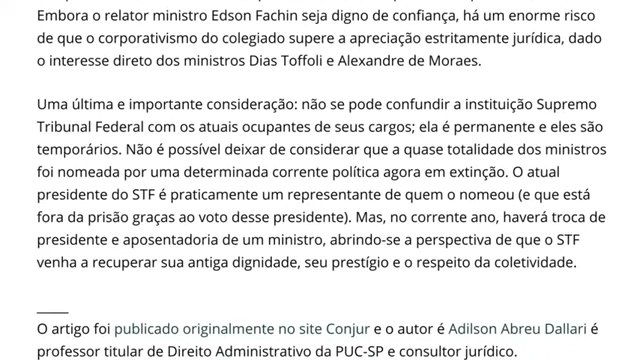 Embora o relator ministro Edson Fachin seja digno de confiança, há um enorme risco
de que o corporativismo do colegiado supere a apreciação estritamente jurídica, dado
o interesse direto dos ministros Dias Toffoli e Alexandre de Moraes.
Uma última e importante consideração: não se pode confundir a instituição Supremo
Tribunal Federal com os atuais ocupantes de seus cargos; ela é permanente e eles são
temporários. Não é possível deixar de considerar que a quase totalidade dos ministros
foi nomeada por uma determinada corrente política agora em extinção. O atual
presidente do STF é praticamente um representante de quem o nomeou (e que está
fora da prisão graças ao voto desse presidente). Mas, no corrente ano, haverá troca de
presidente e aposentadoria de um ministro, abrindo-se a perspectiva de que o STF
venha a recuperar sua antiga dignidade, seu prestígio e o respeito da coletividade.
O artigo foi publicado originalmente no site Conjur e o autor é Adilson Abreu Dallari é
professor titular de Direito Administrativo da PUC-SP e consultor jurídico.